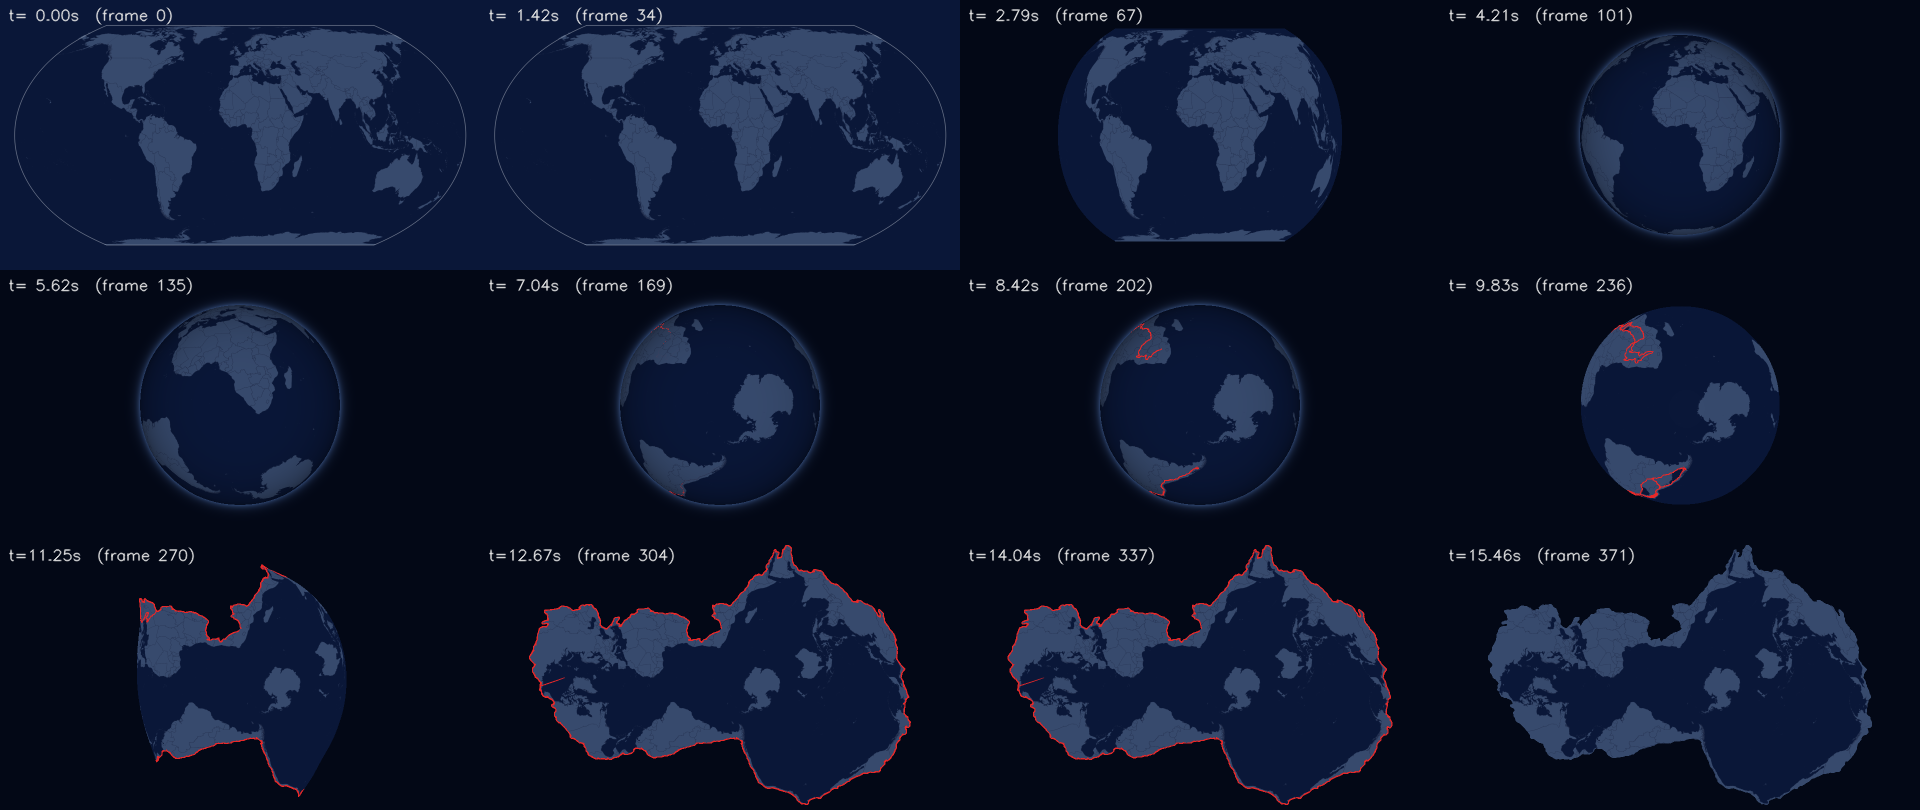 t= 0.00s (frame 0)
t= 1.42s (frame 34)
t= 2.79s (frame 67)
t= 4.21s (frame 101)
t= 5.62s (frame 135)
t= 7.04s (frame 169)
t= 8.42s (frame 202)
t= 9.83s (frame 236)
t=11.25s (frame 270)
t=12.67s (frame 304)
t=14.04s (frame 337)
t=15.46s (frame 371)